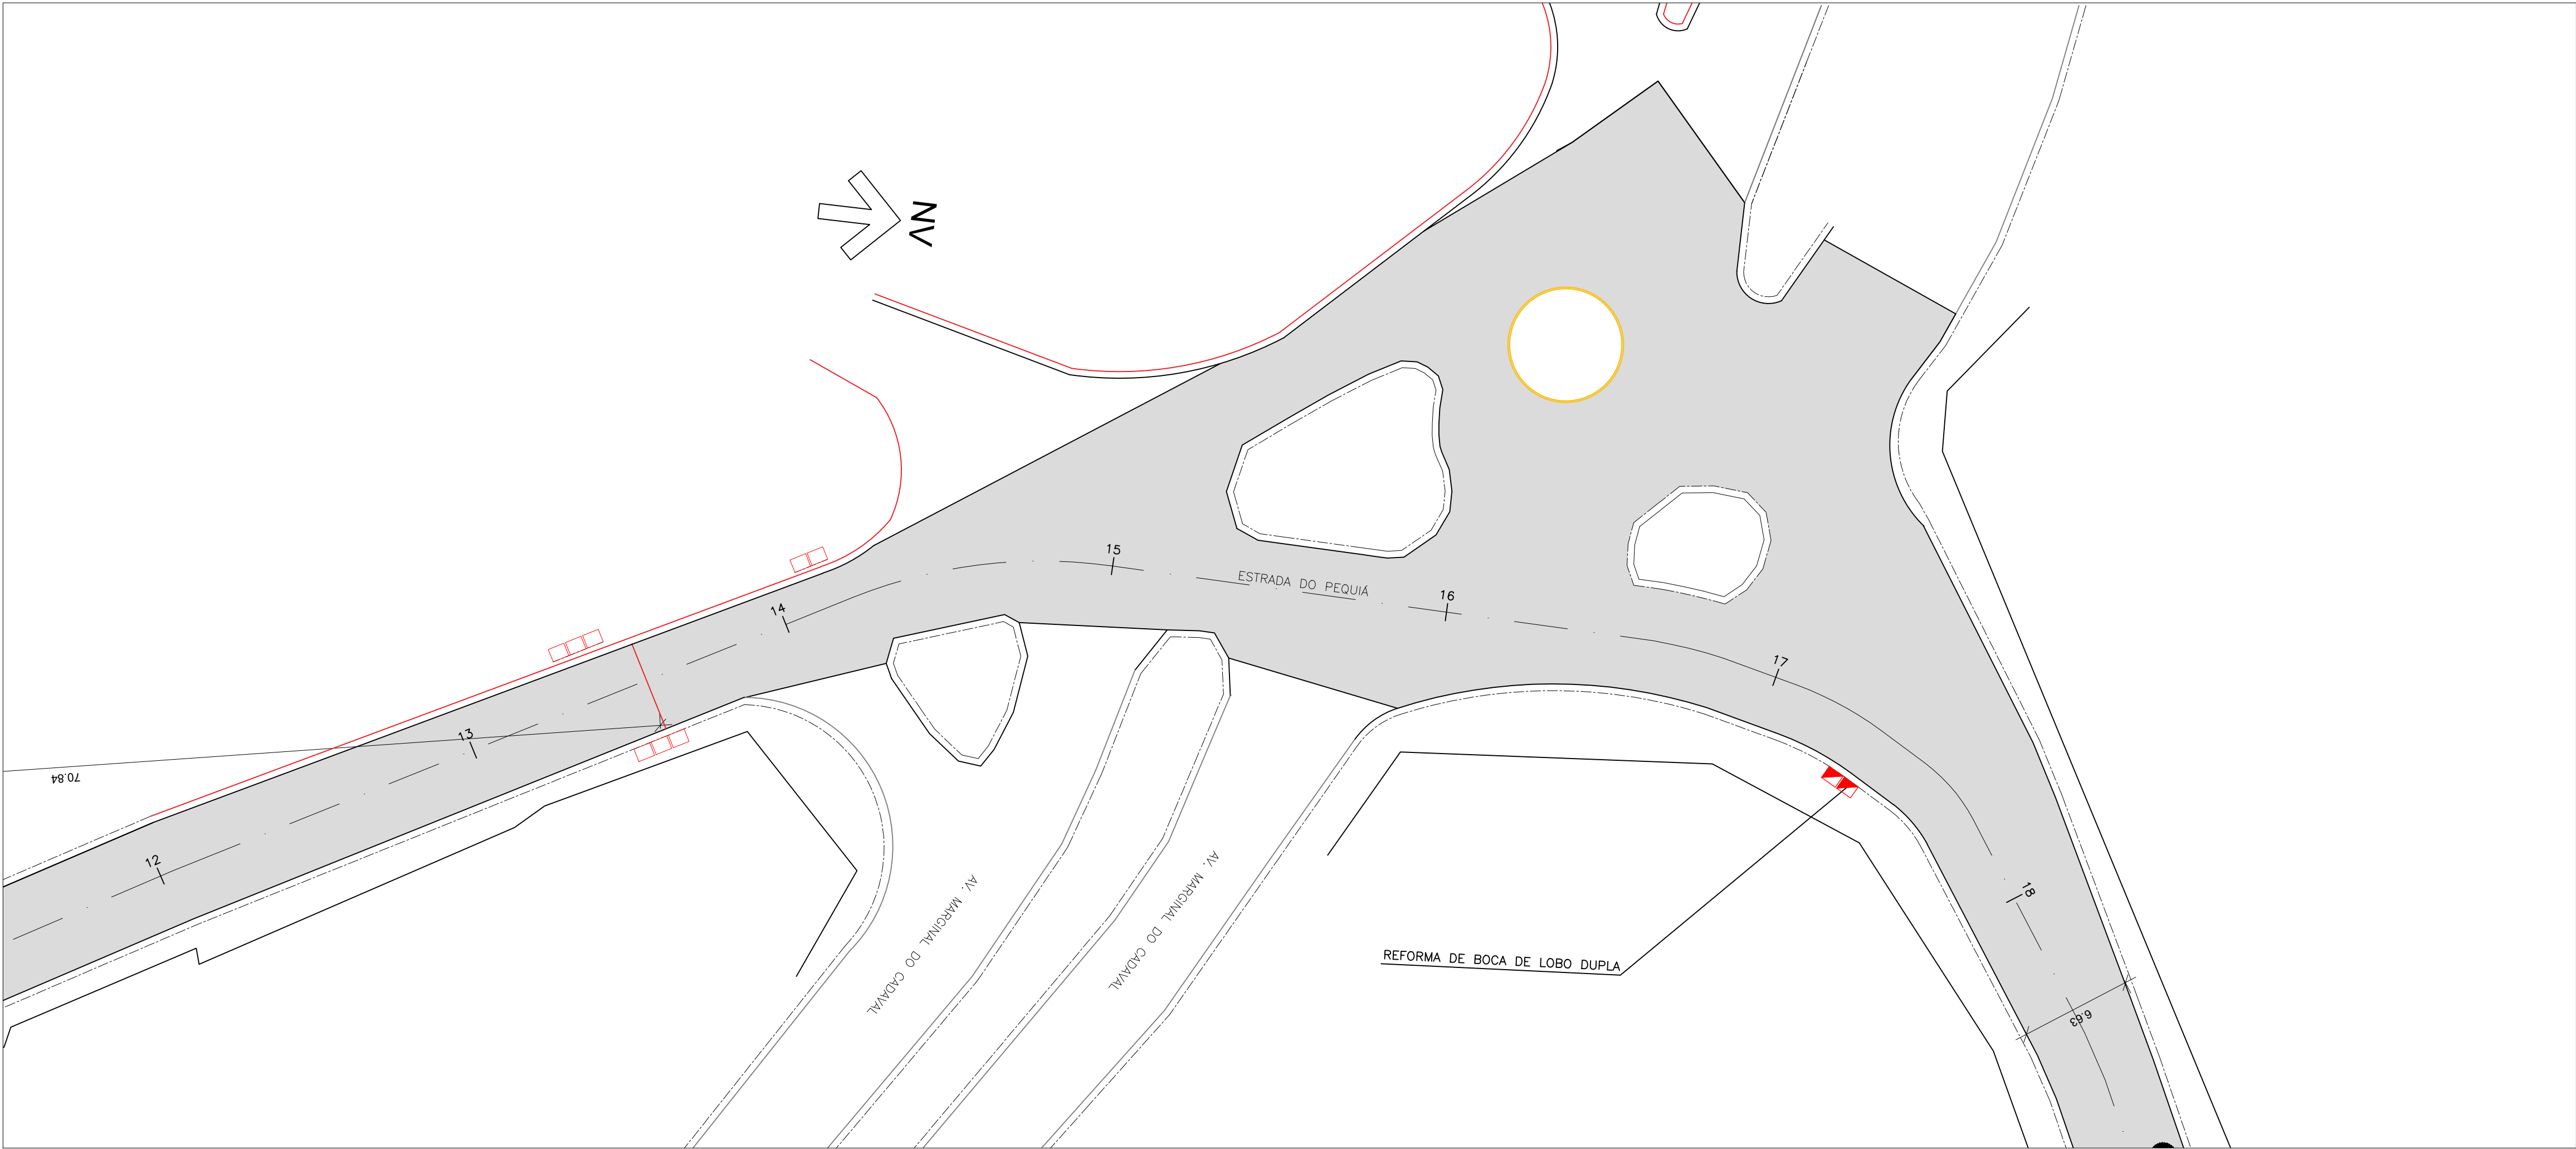 NV
15
ESTRADA DO PEQUIÁ
16
14
17
13
70.84
12
18
AV. MARGINAL DO CADAVAL
AV. MARGINAL DO CADAVAL
REFORMA DE BOCA DE LOBO DUPLA
6.63